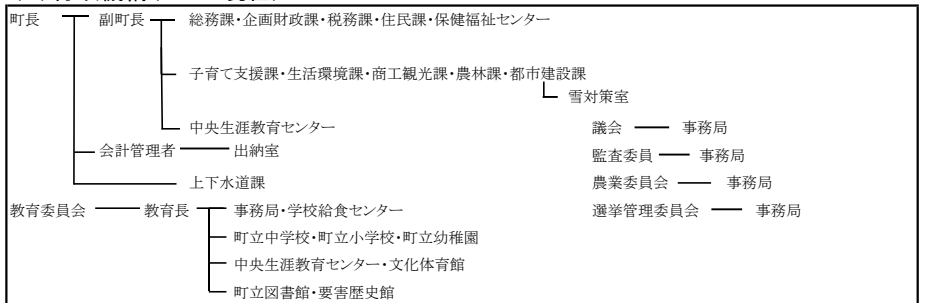 町長 副町長 総務課・企画財政課・税務課・住民課・保健福祉センター
子育て支援課・生活環境課・商工観光課・農林課・都市建設課
雪対策室
中央生涯教育センター 議会 事務局
会計管理者 出納室 監査委員 事務局
上下水道課 農業委員会 事務局
教育委員会 教育長 事務局・学校給食センター 選挙管理委員会 事務局
町立中学校・町立小学校・町立幼稚園
中央生涯教育センター・文化体育館
町立図書館・要害歴史館